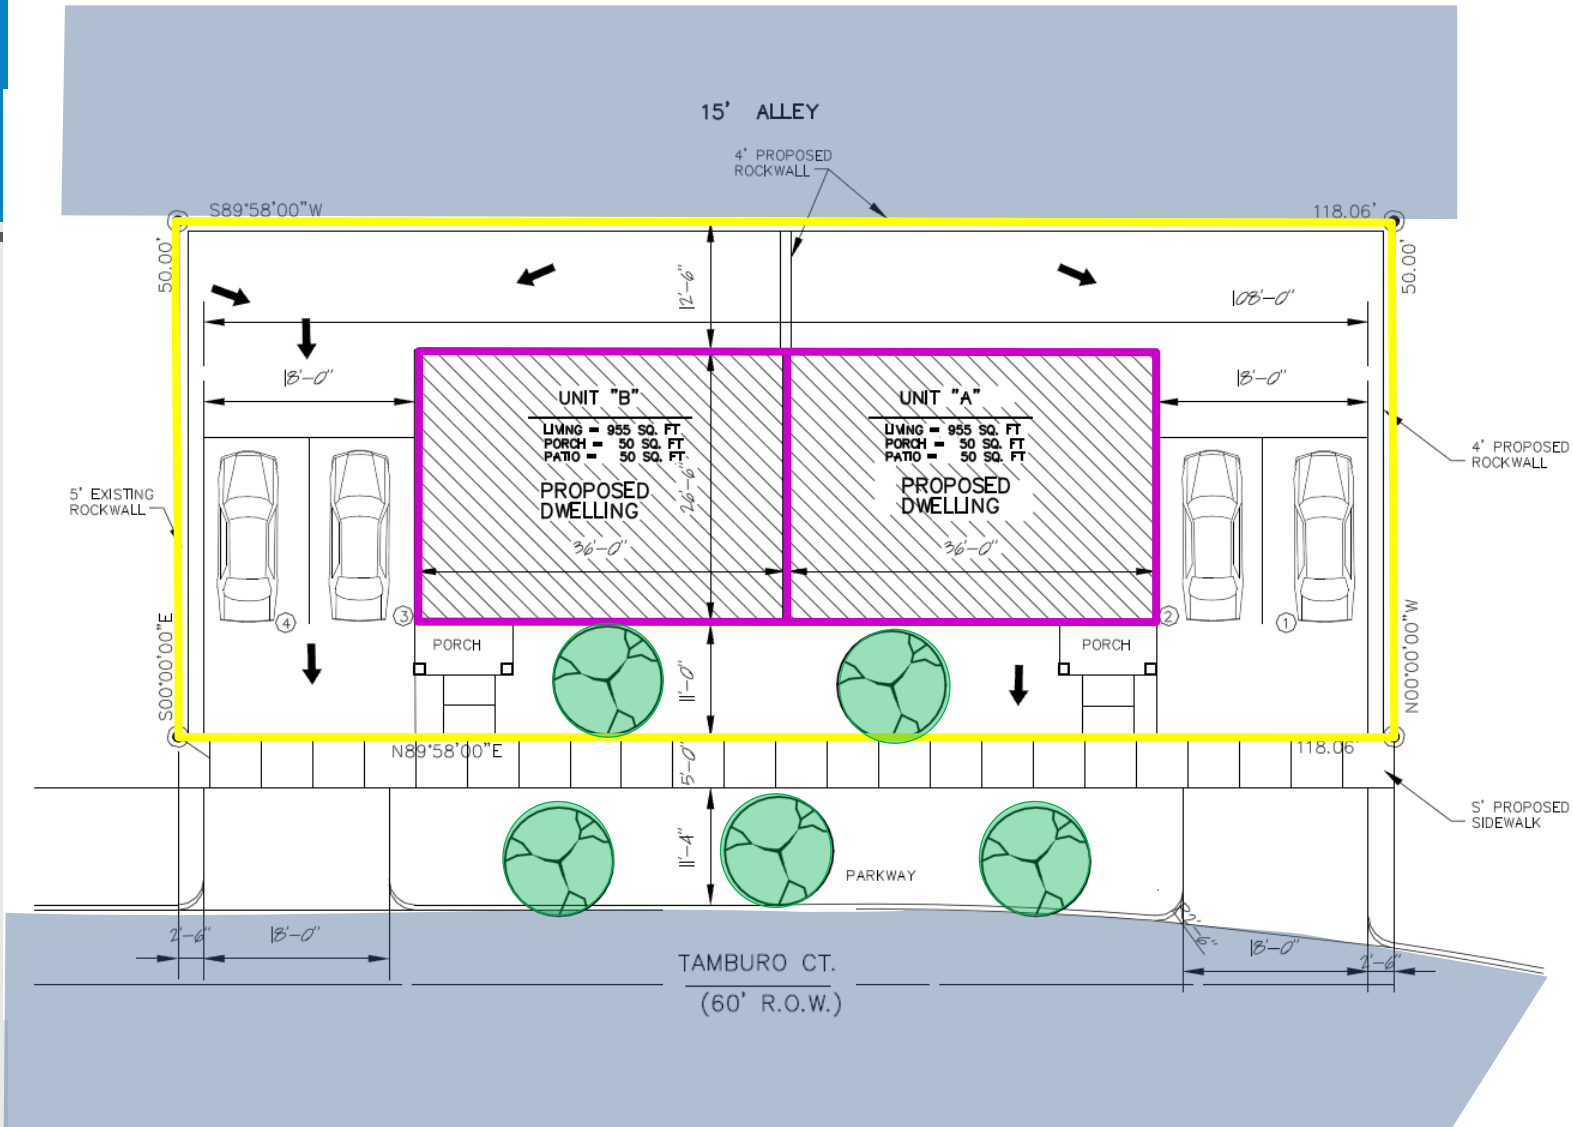 15' ALLEY
4' PROPOSED
ROCKWALL
S89°58'00"W
118.06'
50.00'
50.00'
12'-6"
108'-0"
18'-0"
18'-0"
UNIT "B"
LIVING = 955 SQ. FT
PORCH = 50 SQ. FT
PATIO = 50 SQ. FT
PROPOSED
DWELLING
36'-0"
26'-6"
UNIT "A"
LIVING = 955 SQ. FT
PORCH = 50 SQ. FT
PATIO = 50 SQ. FT
PROPOSED
DWELLING
36'-0"
4' PROPOSED
ROCKWALL
5' EXISTING
ROCKWALL
4
3
2
1
PORCH
PORCH
S00°00'00"E
N00°00'00"W
11'-0"
N89°58'00"E
118.06'
5'-0"
S' PROPOSED
SIDEWALK
11'-4"
PARKWAY
2'-6"
18'-0"
18'-0"
2'-6"
TAMBURO CT.
(60' R.O.W.)